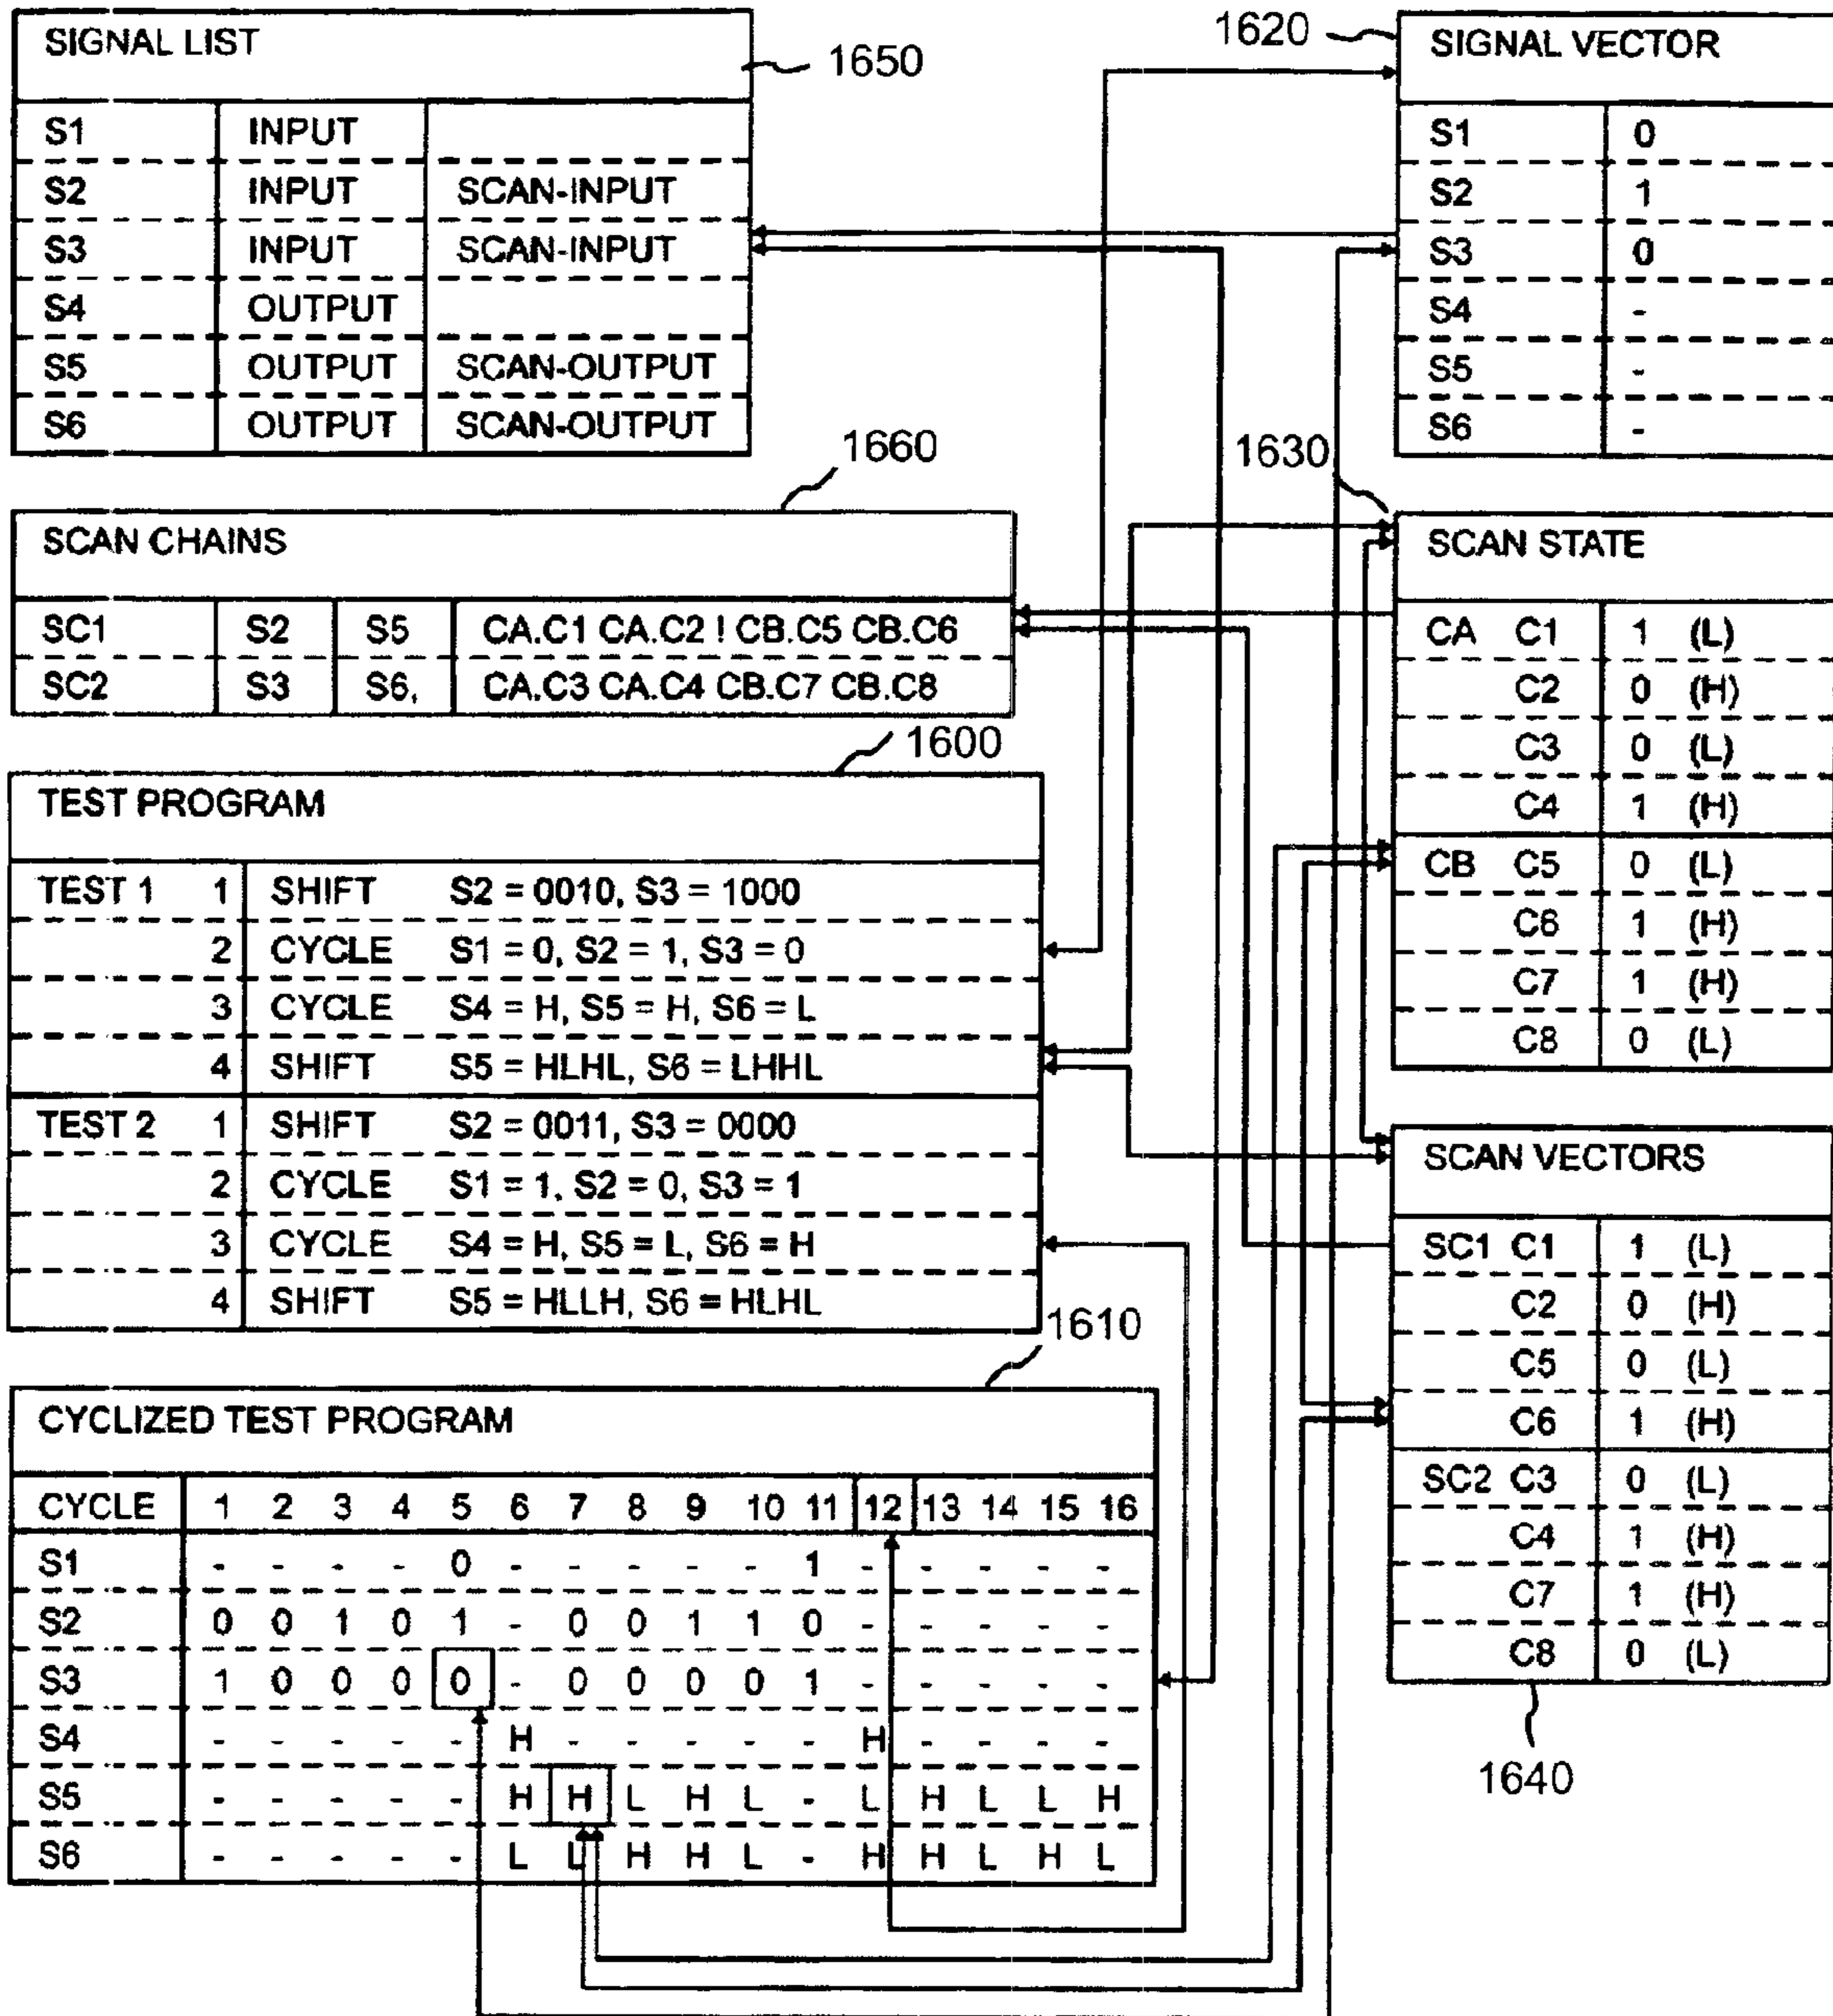 SIGNAL LIST
1650
S1 INPUT
S2 INPUT SCAN-INPUT
S3 INPUT SCAN-INPUT
S4 OUTPUT
S5 OUTPUT SCAN-OUTPUT
S6 OUTPUT SCAN-OUTPUT
1660
SCAN CHAINS
SC1 S2 S5 CA.C1 CA.C2 ! CB.C5 CB.C6
SC2 S3 S6, CA.C3 CA.C4 CB.C7 CB.C8
1600
TEST PROGRAM
TEST 1 1 SHIFT S2 = 0010, S3 = 1000
2 CYCLE S1 = 0, S2 = 1, S3 = 0
3 CYCLE S4 = H, S5 = H, S6 = L
4 SHIFT S5 = HLHL, S6 = LHHL
TEST 2 1 SHIFT S2 = 0011, S3 = 0000
2 CYCLE S1 = 1, S2 = 0, S3 = 1
3 CYCLE S4 = H, S5 = L, S6 = H
4 SHIFT S5 = HLLH, S6 = HLHL
1610
CYCLIZED TEST PROGRAM
CYCLE 1 2 3 4 5 6 7 8 9 10 11 12 13 14 15 16
S1 - - - - 0 - - - - - 1 - - - - -
S2 0 0 1 0 1 - 0 0 1 1 0 - - - - -
S3 1 0 0 0 0 - 0 0 0 0 1 - - - - -
S4 - - - - - H - - - - - H - - - -
S5 - - - - - H H L H L - L H L L H
S6 - - - - - L L H H L - H H L H L
1620
SIGNAL VECTOR
S1 0
S2 1
S3 0
S4 -
S5 -
S6 -
1630
SCAN STATE
CA C1 1 (L)
C2 0 (H)
C3 0 (L)
C4 1 (H)
CB C5 0 (L)
C6 1 (H)
C7 1 (H)
C8 0 (L)
SCAN VECTORS
SC1 C1 1 (L)
C2 0 (H)
C5 0 (L)
C6 1 (H)
SC2 C3 0 (L)
C4 1 (H)
C7 1 (H)
C8 0 (L)
1640